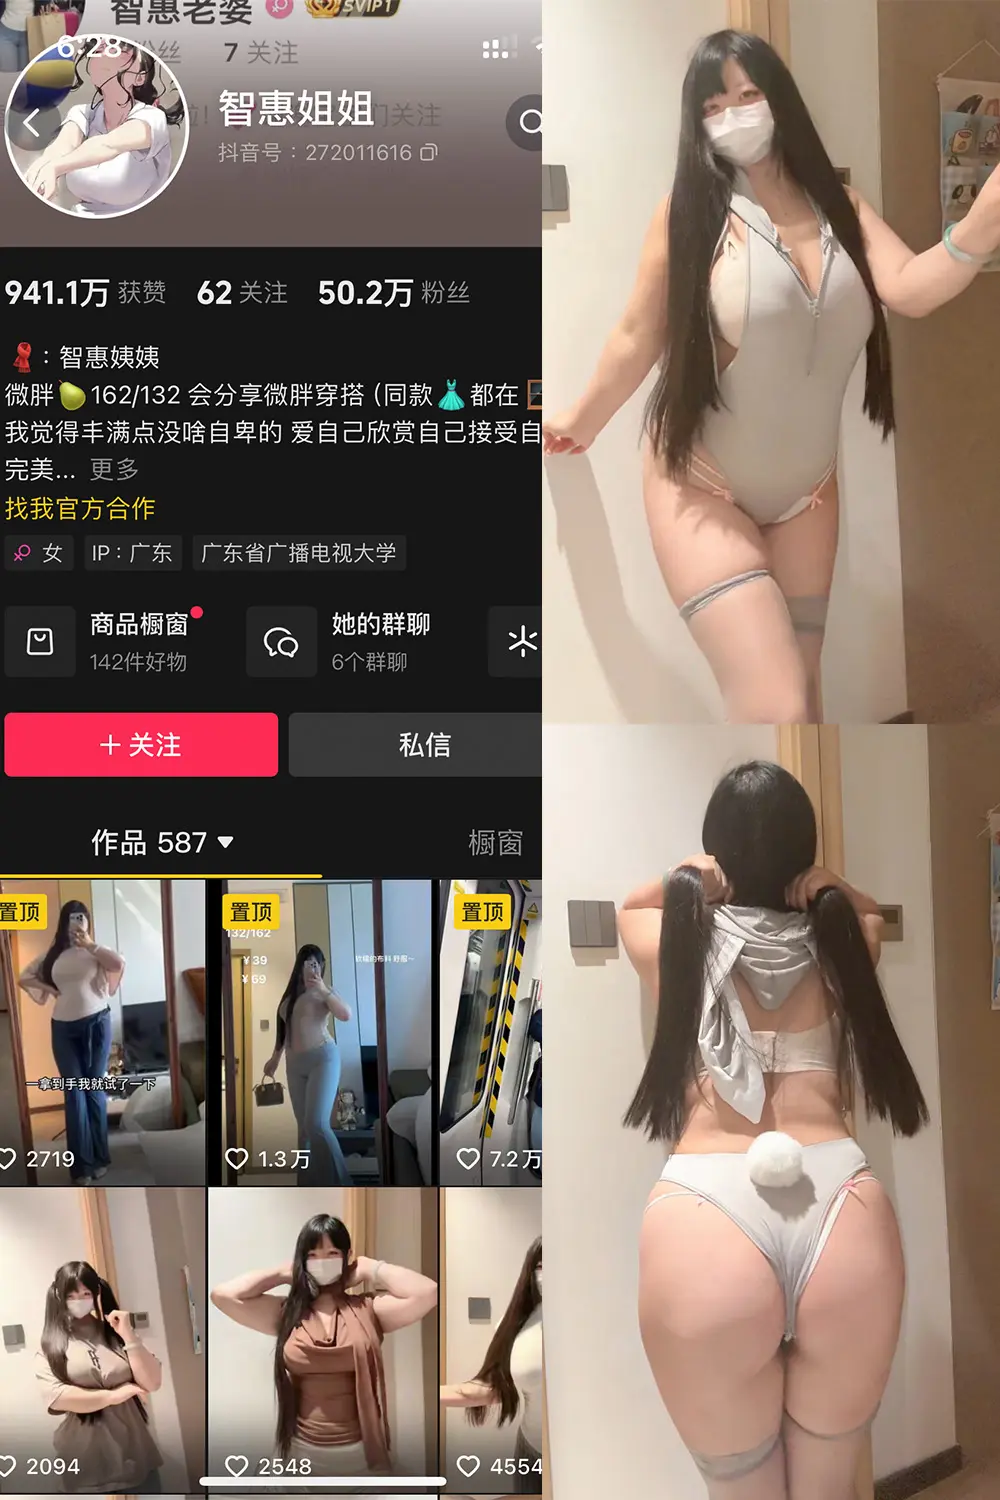 智惠老婆
SVIP1
6:28
粉丝
7 关注
智惠姐姐
们关注
抖音号：272011616
941.1万 获赞 62 关注 50.2万 粉丝
：智惠姨姨
微胖 162/132 会分享微胖穿搭（同款 都在
我觉得丰满点没啥自卑的 爱自己欣赏自己接受自
完美... 更多
找我官方合作
女 IP：广东 广东省广播电视大学
商品橱窗
142件好物
她的群聊
6个群聊
关注
私信
作品 587
橱窗
置顶
一拿到手我就试了一下
2719
置顶
132/162
￥39
￥69
1.3万
置顶
7.2万
2094
2548
4554